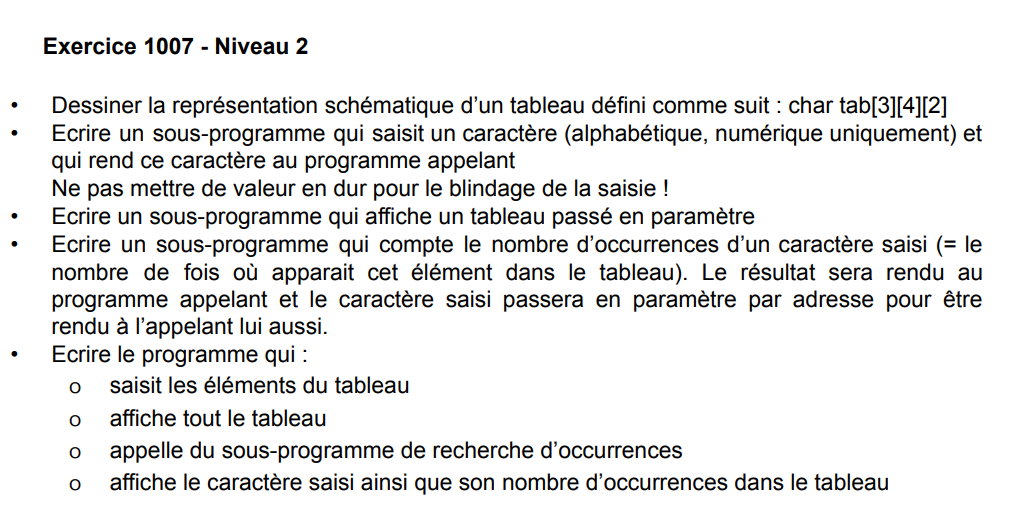 Exercice 1007 - Niveau 2
• Dessiner la représentation schématique d'un tableau défini comme suit : char tab[3][4][2]
• Ecrire un sous-programme qui saisit un caractère (alphabétique, numérique uniquement) et
qui rend ce caractère au programme appelant
Ne pas mettre de valeur en dur pour le blindage de la saisie !
• Ecrire un sous-programme qui affiche un tableau passé en paramètre
• Ecrire un sous-programme qui compte le nombre d'occurrences d'un caractère saisi (= le
nombre de fois où apparait cet élément dans le tableau). Le résultat sera rendu au
programme appelant et le caractère saisi passera en paramètre par adresse pour être
rendu à l'appelant lui aussi.
• Ecrire le programme qui :
o saisit les éléments du tableau
o affiche tout le tableau
o appelle du sous-programme de recherche d'occurrences
o affiche le caractère saisi ainsi que son nombre d'occurrences dans le tableau